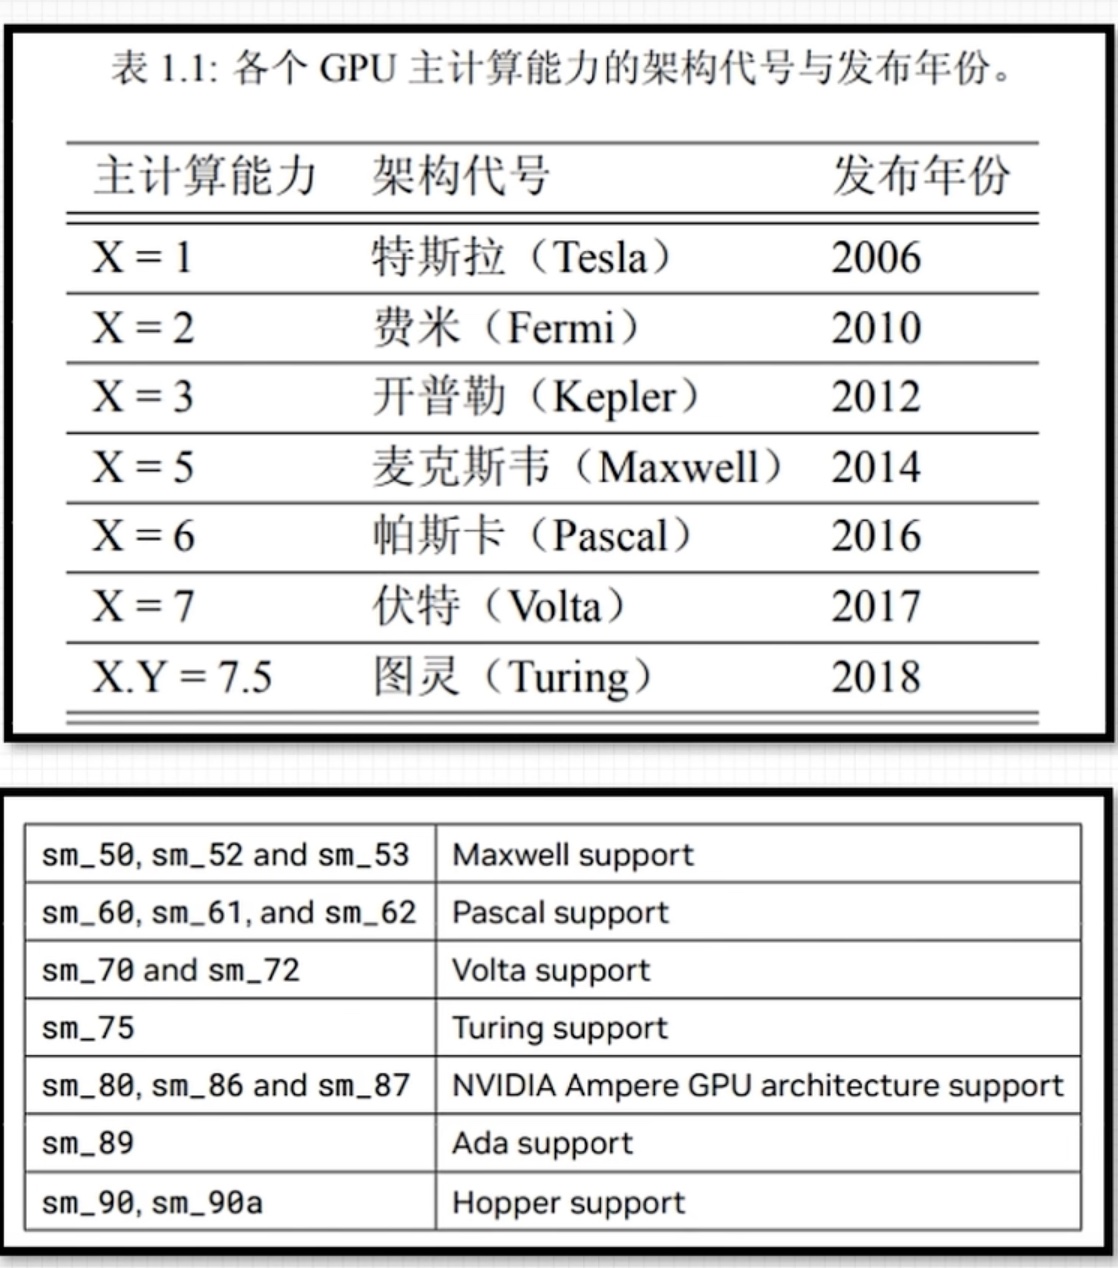 表 1.1: 各个 GPU 主计算能力的架构代号与发布年份。
主计算能力 架构代号 发布年份
X = 1 特斯拉（Tesla） 2006
X = 2 费米（Fermi） 2010
X = 3 开普勒（Kepler） 2012
X = 5 麦克斯韦（Maxwell） 2014
X = 6 帕斯卡（Pascal） 2016
X = 7 伏特（Volta） 2017
X.Y = 7.5 图灵（Turing） 2018
sm_50, sm_52 and sm_53 Maxwell support
sm_60, sm_61, and sm_62 Pascal support
sm_70 and sm_72 Volta support
sm_75 Turing support
sm_80, sm_86 and sm_87 NVIDIA Ampere GPU architecture support
sm_89 Ada support
sm_90, sm_90a Hopper support